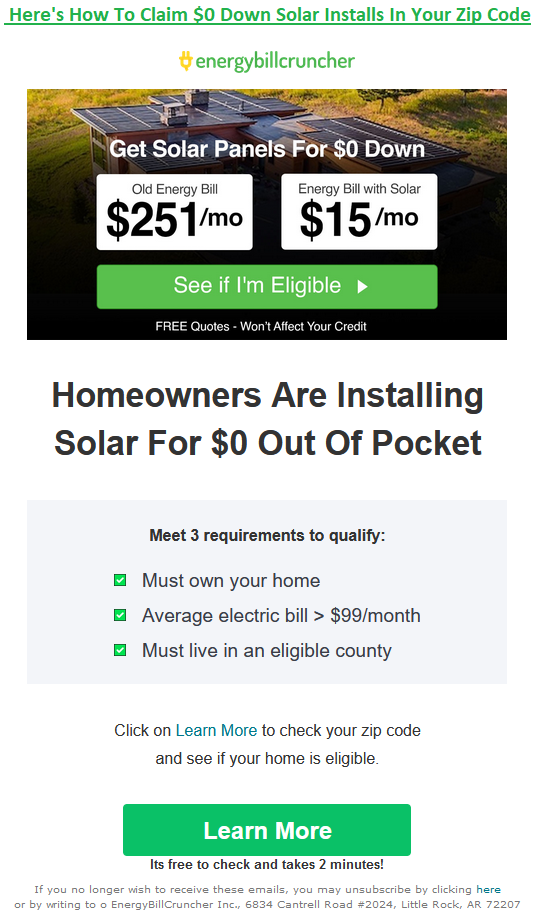 Here's How To Claim $0 Down Solar Installs In Your Zip Code
energybillcruncher
Get Solar Panels For $0 Down
Old Energy Bill
$251/mo
Energy Bill with Solar
$15/mo
See if I'm Eligible
FREE Quotes - Won't Affect Your Credit
Homeowners Are Installing
Solar For $0 Out Of Pocket
Meet 3 requirements to qualify:
Must own your home
Average electric bill > $99/month
Must live in an eligible county
Click on Learn More to check your zip code
and see if your home is eligible.
Learn More
Its free to check and takes 2 minutes!
If you no longer wish to receive these emails, you may unsubscribe by clicking here
or by writing to o EnergyBillCruncher Inc., 6834 Cantrell Road #2024, Little Rock, AR 72207